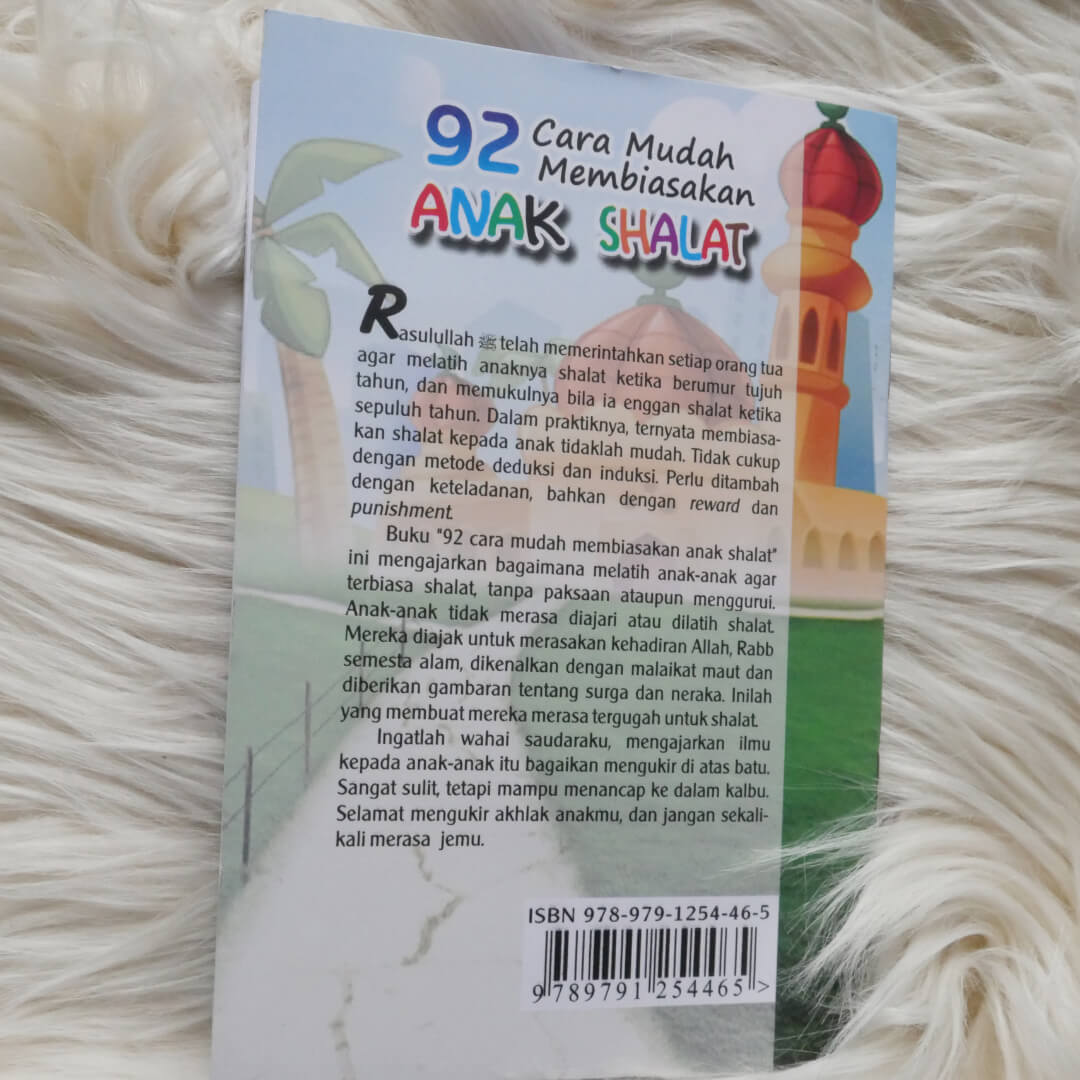 92 Cara Mudah
Membiasakan
ANAK SHALAT
Rasulullah ﷺ telah memerintahkan setiap orang tua
agar melatih anaknya shalat ketika berumur tujuh
tahun, dan memukulnya bila ia enggan shalat ketika
sepuluh tahun. Dalam praktiknya, ternyata membiasa-
kan shalat kepada anak tidaklah mudah. Tidak cukup
dengan metode deduksi dan induksi. Perlu ditambah
dengan keteladanan, bahkan dengan reward dan
punishment.
Buku "92 cara mudah membiasakan anak shalat"
ini mengajarkan bagaimana melatih anak-anak agar
terbiasa shalat, tanpa paksaan ataupun menggurui.
Anak-anak tidak merasa diajari atau dilatih shalat.
Mereka diajak untuk merasakan kehadiran Allah, Rabb
semesta alam, dikenalkan dengan malaikat maut dan
diberikan gambaran tentang surga dan neraka. Inilah
yang membuat mereka merasa tergugah untuk shalat.
Ingatlah wahai saudaraku, mengajarkan ilmu
kepada anak-anak itu bagaikan mengukir di atas batu.
Sangat sulit, tetapi mampu menancap ke dalam kalbu.
Selamat mengukir akhlak anakmu, dan jangan sekali-
kali merasa jemu.
ISBN 978-979-1254-46-5
9 789791 254465 >